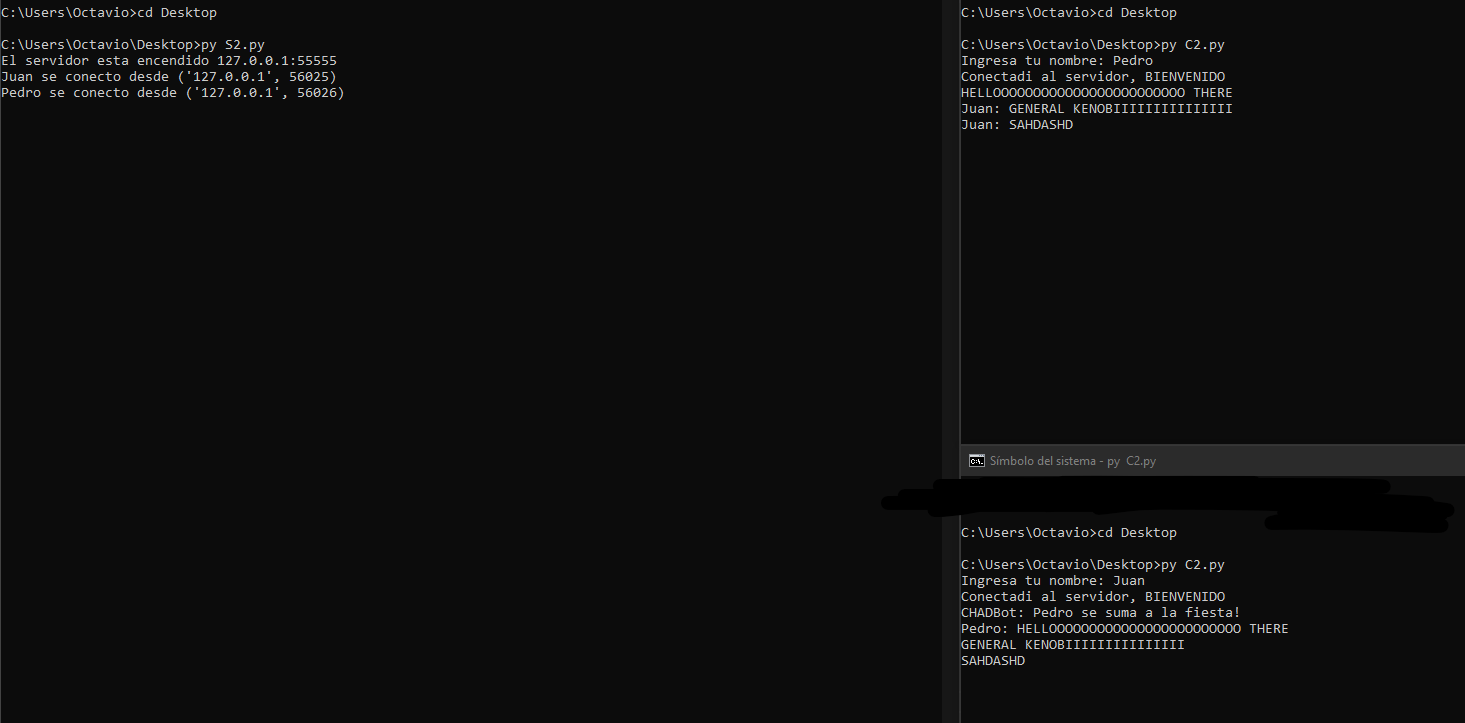 C:\Users\Octavio>cd Desktop
C:\Users\Octavio\Desktop>py S2.py
El servidor esta encendido 127.0.0.1:55555
Juan se conecto desde ('127.0.0.1', 56025)
Pedro se conecto desde ('127.0.0.1', 56026)
C:\Users\Octavio>cd Desktop
C:\Users\Octavio\Desktop>py C2.py
Ingresa tu nombre: Pedro
Conectadi al servidor, BIENVENIDO
HELLOOOOOOOOOOOOOOOOOOOOOOOO THERE
Juan: GENERAL KENOBIIIIIIIIIIIIIII
Juan: SAHDASHD
Símbolo del sistema - py  C2.py
C:\Users\Octavio>cd Desktop
C:\Users\Octavio\Desktop>py C2.py
Ingresa tu nombre: Juan
Conectadi al servidor, BIENVENIDO
CHADBot: Pedro se suma a la fiesta!
Pedro: HELLOOOOOOOOOOOOOOOOOOOOOOOO THERE
GENERAL KENOBIIIIIIIIIIIIIII
SAHDASHD